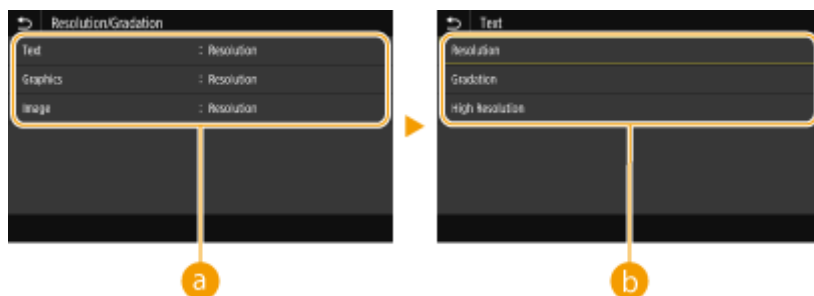 Resolution/Gradation
Text : Resolution
Graphics : Resolution
Image : Resolution
a
Text
Resolution
Gradation
High Resolution
b